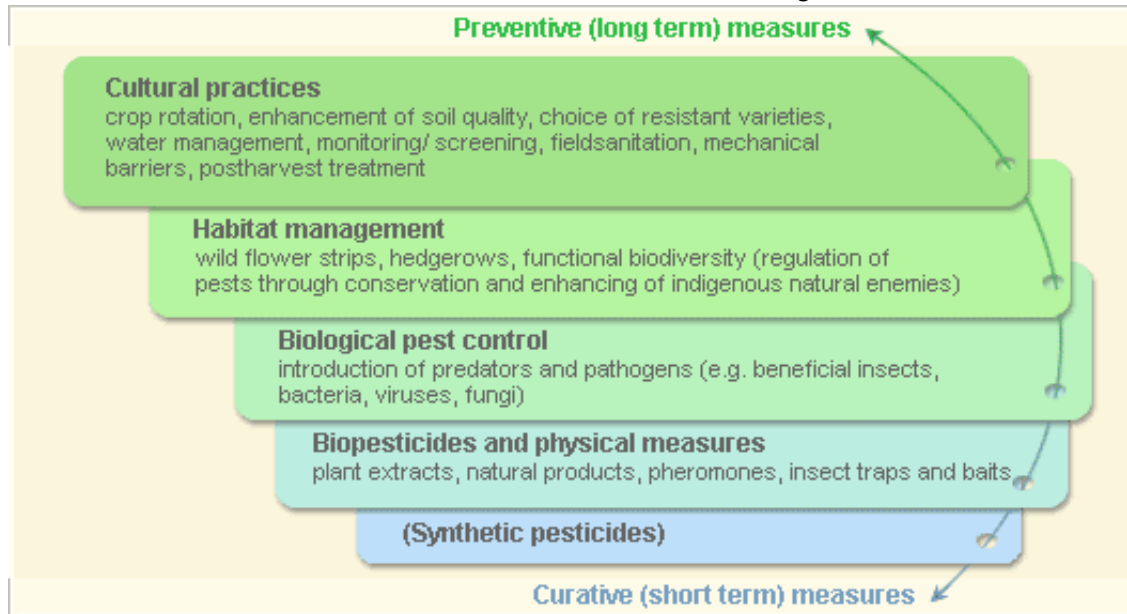 Preventive (long term) measures
Cultural practices
crop rotation, enhancement of soil quality, choice of resistant varieties,
water management, monitoring/ screening, fieldsanitation, mechanical
barriers, postharvest treatment
Habitat management
wild flower strips, hedgerows, functional biodiversity (regulation of
pests through conservation and enhancing of indigenous natural enemies)
Biological pest control
introduction of predators and pathogens (e.g. beneficial insects,
bacteria, viruses, fungi)
Biopesticides and physical measures
plant extracts, natural products, pheromones, insect traps and baits
(Synthetic pesticides)
Curative (short term) measures